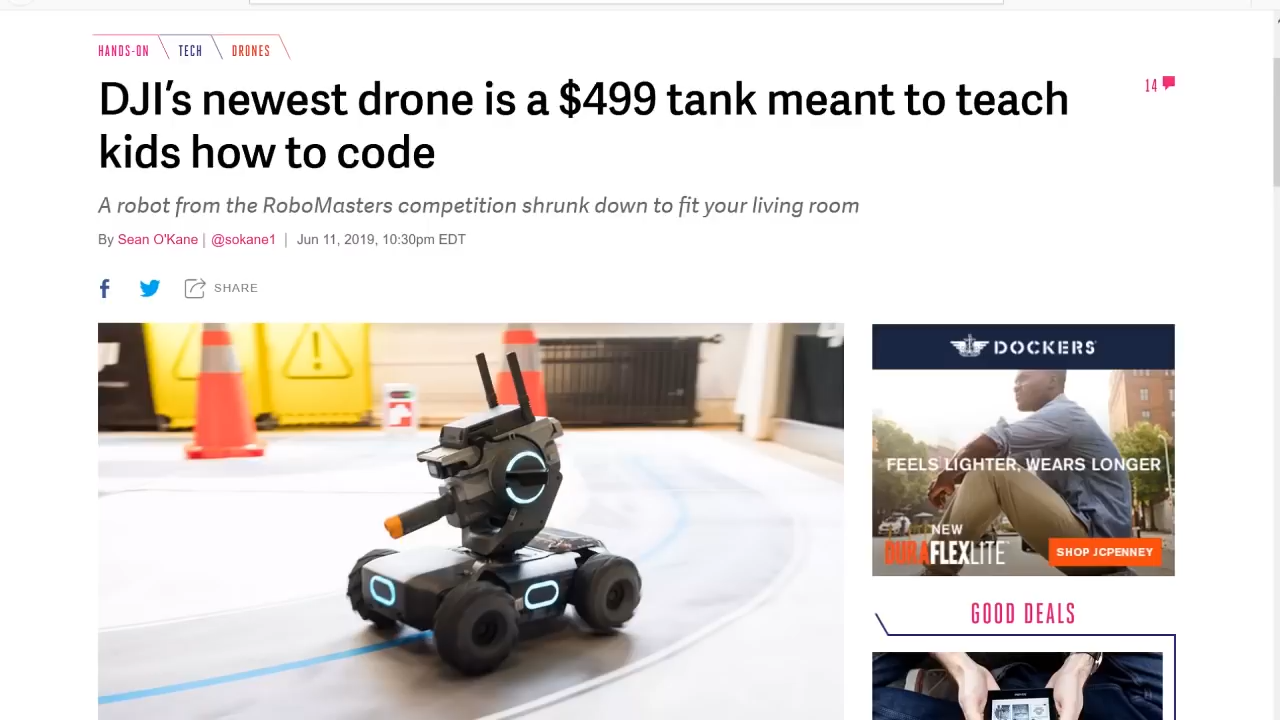 HANDS-ON
TECH
DRONES
DJI’s newest drone is a $499 tank meant to teach
kids how to code
14
A robot from the RoboMasters competition shrunk down to fit your living room
By Sean O'Kane | @sokane1 | Jun 11, 2019, 10:30pm EDT
SHARE
DOCKERS
FEELS LIGHTER, WEARS LONGER
NEW
DURAFLEXLITE
SHOP JCPENNEY
GOOD DEALS